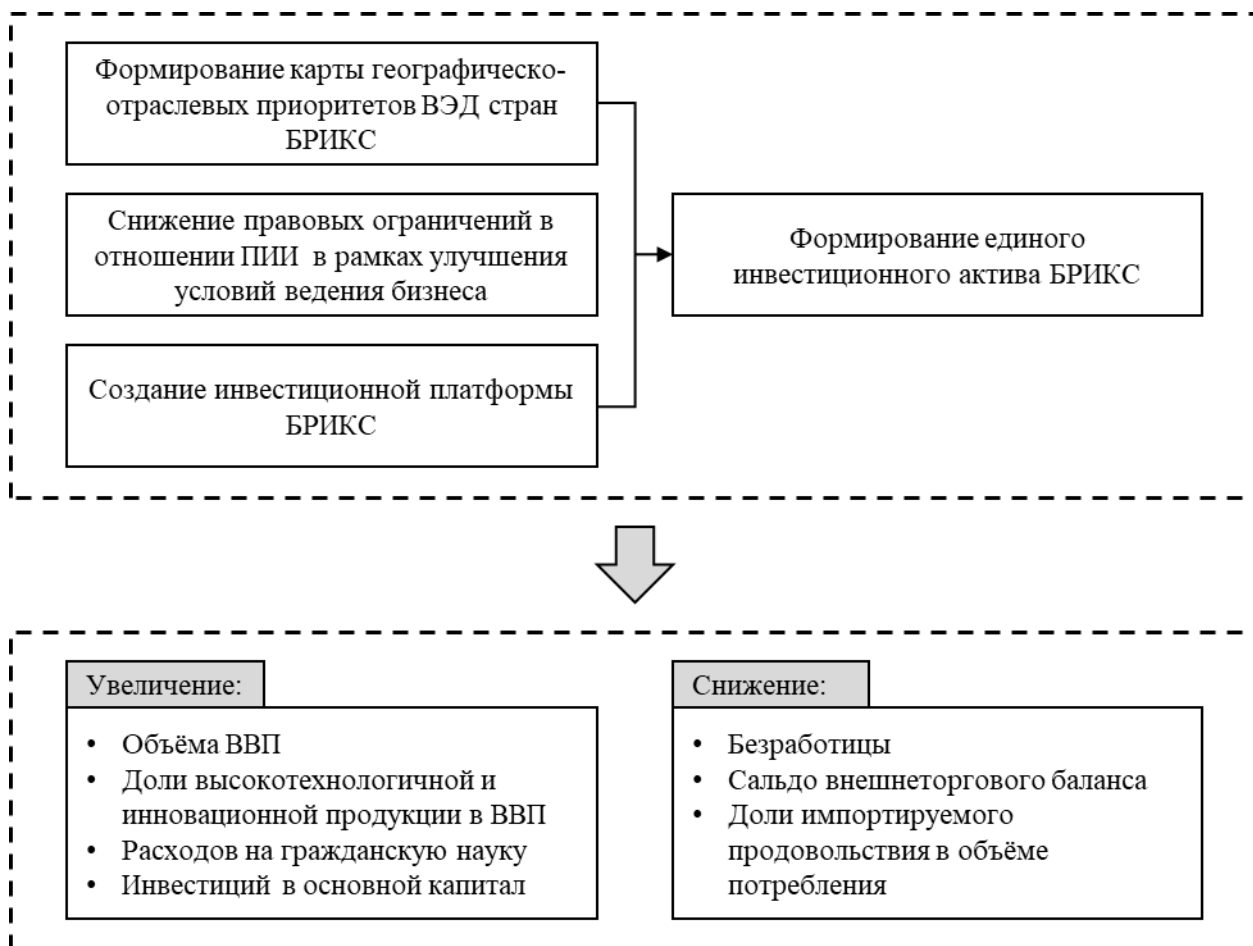 Формирование карты географическо-
отраслевых приоритетов ВЭД стран
БРИКС
Снижение правовых ограничений в
отношении ПИИ в рамках улучшения
условий ведения бизнеса
Создание инвестиционной платформы
БРИКС
Формирование единого
инвестиционного актива БРИКС
Увеличение:
• Объёма ВВП
• Доли высокотехнологичной и
инновационной продукции в ВВП
• Расходов на гражданскую науку
• Инвестиций в основной капитал
Снижение:
• Безработицы
• Сальдо внешнеторгового баланса
• Доли импортируемого
продовольствия в объёме
потребления